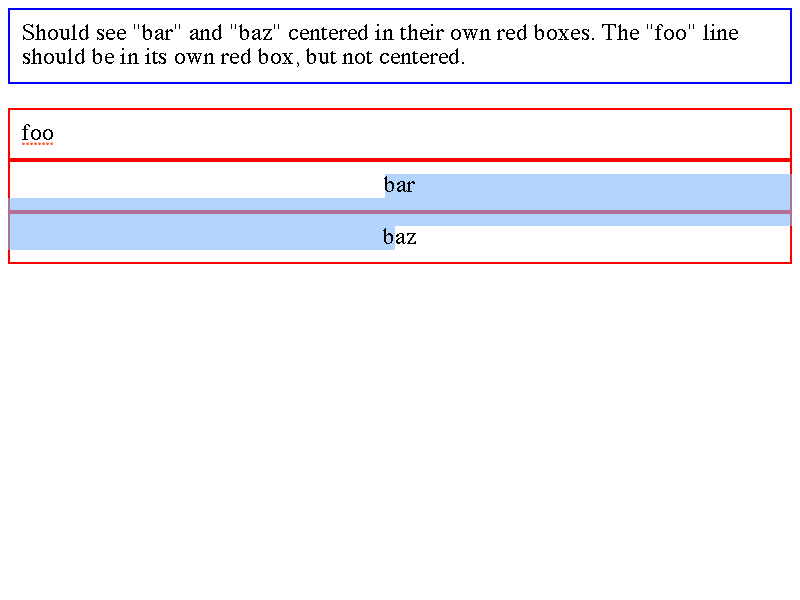 Should see "bar" and "baz" centered in their own red boxes. The "foo" line
should be in its own red box, but not centered.
foo
bar
baz